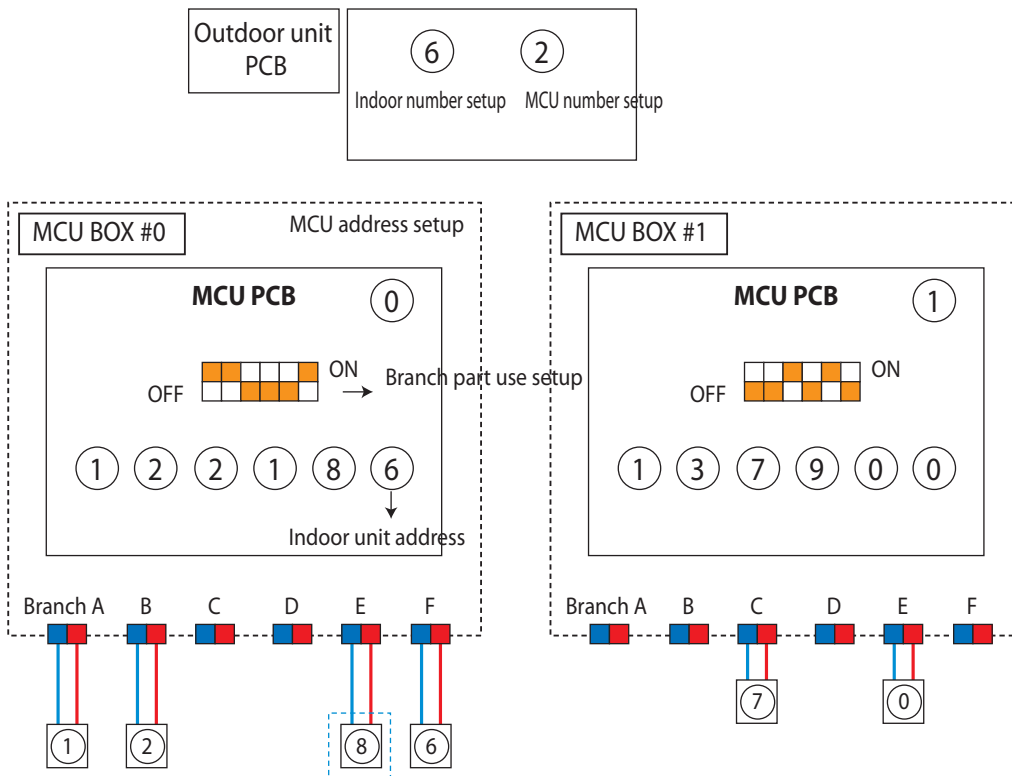 Outdoor unit
PCB
6 2
Indoor number setup MCU number setup
MCU BOX #0 MCU address setup
MCU PCB 0
ON
OFF
Branch part use setup
1 2 2 1 8 6
Indoor unit address
Branch A B C D E F
1 2 8 6
MCU BOX #1
MCU PCB 1
ON
OFF
1 3 7 9 0 0
Branch A B C D E F
7 0